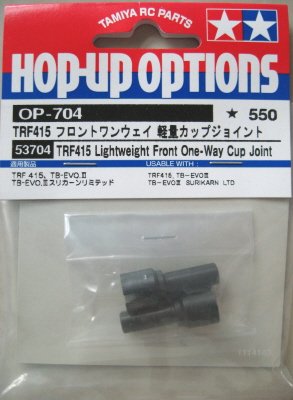 TAMIYA RC PARTS
HOP-UP OPTIONS
OP-704
★ 550
TRF415 フロントワンウェイ 軽量カップジョイント
53704 TRF415 Lightweight Front One-Way Cup Joint
適用製品
USABLE WITH:
TRF 415、TB-EVO.Ⅲ
TB-EVO.Ⅲスリカーンリミテッド
TRF415、TB-EVOⅢ
TB-EVOⅢ SURIKARN LTD